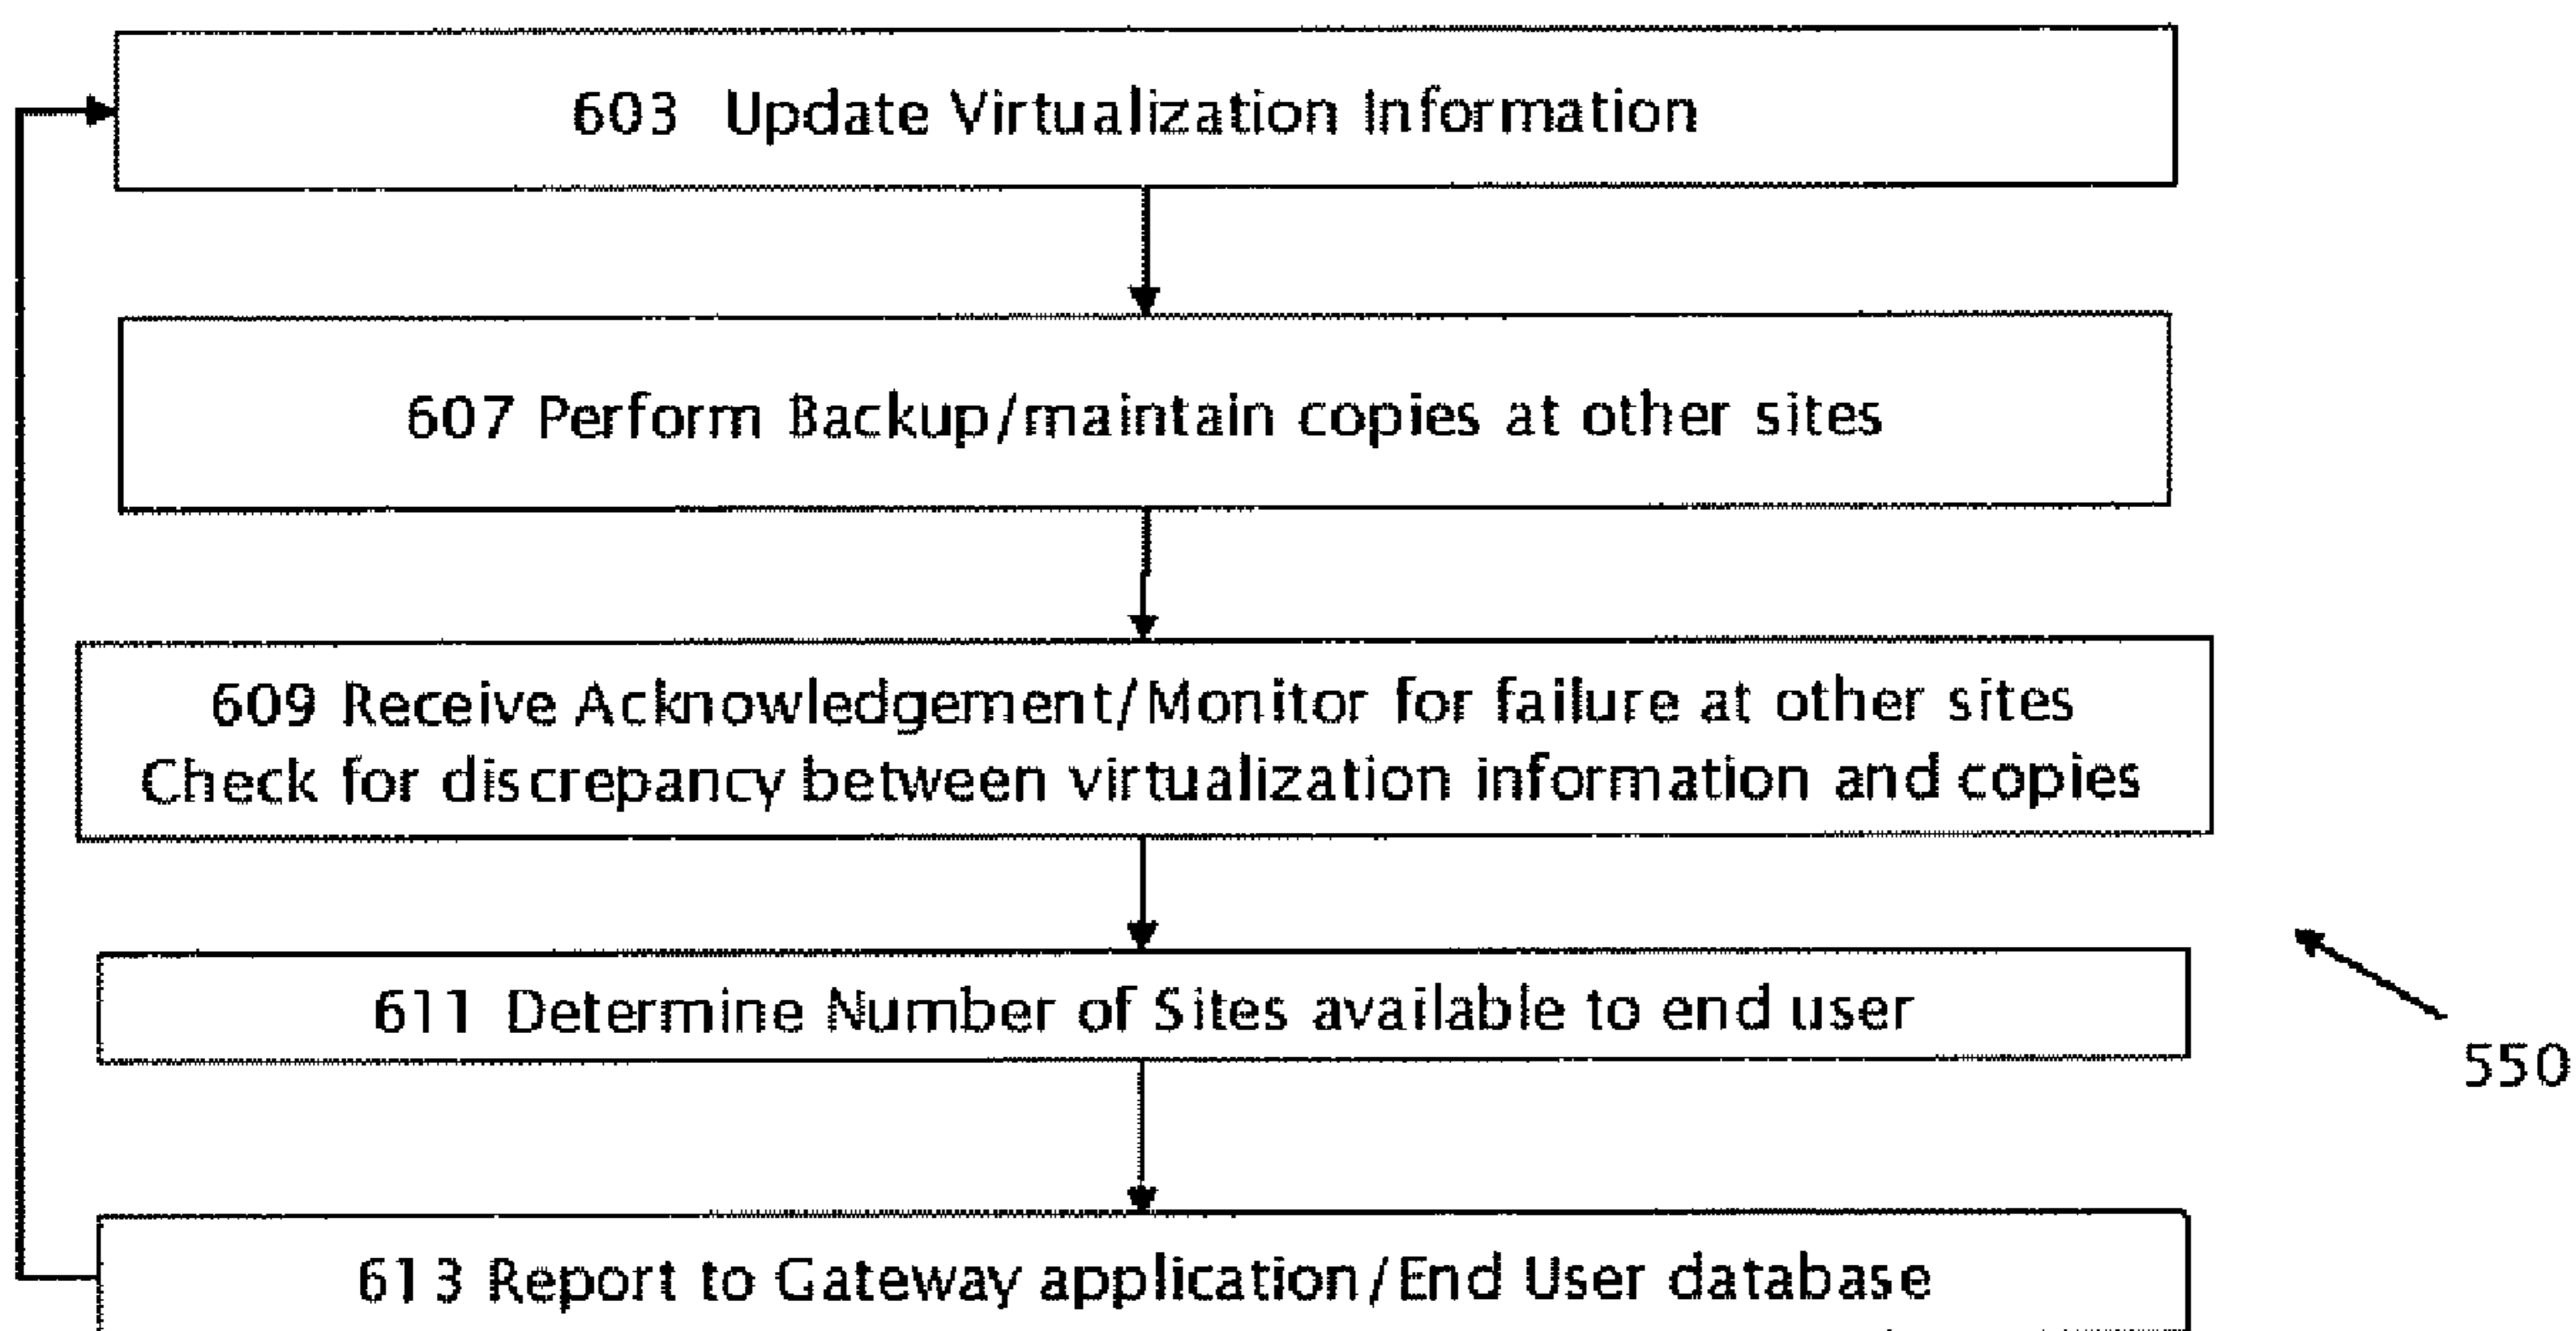 603 Update Virtualization Information
607 Perform Backup/maintain copies at other sites
609 Receive Acknowledgement/Monitor for failure at other sites
Check for discrepancy between virtualization information and copies
611 Determine Number of Sites available to end user
550
613 Report to Gateway application/End User database